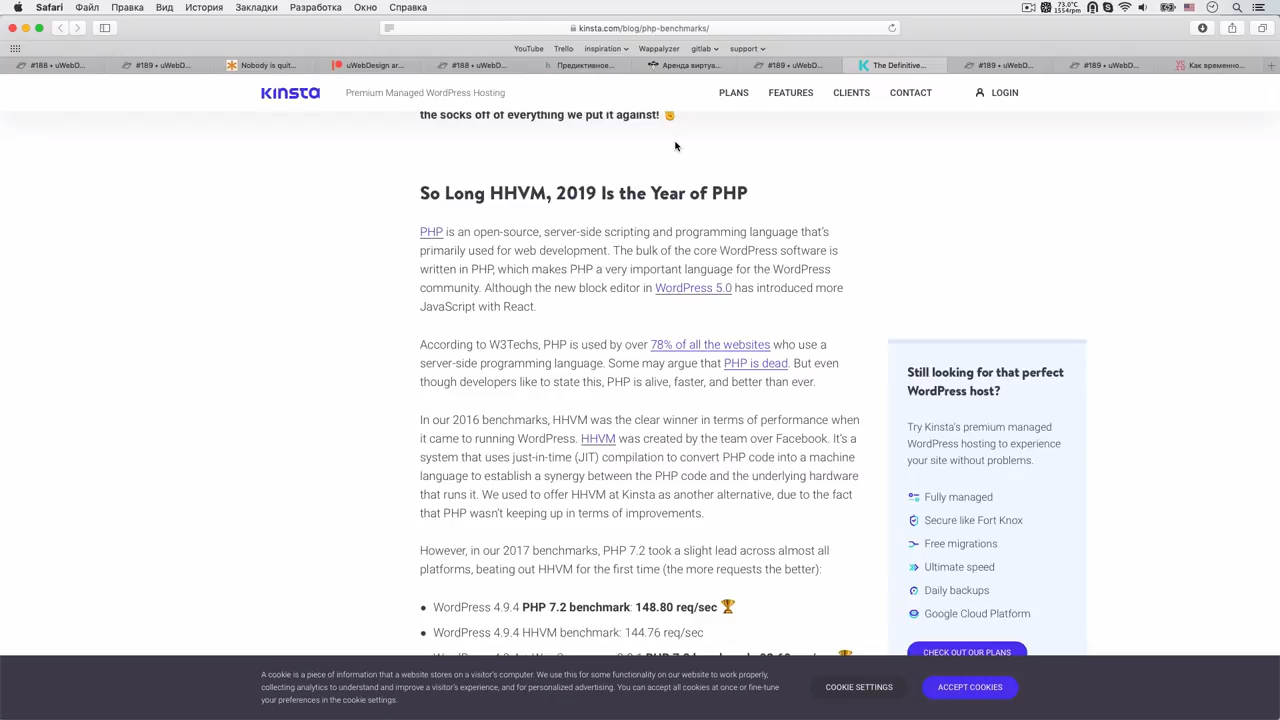 Safari Файл Правка Вид История Закладки Разработка Окно Справка
73.0°C
1554rpm
kinsta.com/blog/php-benchmarks/
YouTube Trello inspiration Wappalyzer gitlab support
#188 • uWebD... #189 • uWebD... Nobody is quit... uWebDesign ar... #188 • uWebD... Предиктивное... Аренда виртуа... #189 • uWebD... The Definitive... #189 • uWebD... #189 • uWebD... Как временно...
KINSTA Premium Managed WordPress Hosting PLANS FEATURES CLIENTS CONTACT LOGIN
the socks off of everything we put it against!
So Long HHVM, 2019 Is the Year of PHP
PHP is an open-source, server-side scripting and programming language that's
primarily used for web development. The bulk of the core WordPress software is
written in PHP, which makes PHP a very important language for the WordPress
community. Although the new block editor in WordPress 5.0 has introduced more
JavaScript with React.
According to W3Techs, PHP is used by over 78% of all the websites who use a
server-side programming language. Some may argue that PHP is dead. But even
though developers like to state this, PHP is alive, faster, and better than ever.
In our 2016 benchmarks, HHVM was the clear winner in terms of performance when
it came to running WordPress. HHVM was created by the team over Facebook. It's a
system that uses just-in-time (JIT) compilation to convert PHP code into a machine
language to establish a synergy between the PHP code and the underlying hardware
that runs it. We used to offer HHVM at Kinsta as another alternative, due to the fact
that PHP wasn't keeping up in terms of improvements.
However, in our 2017 benchmarks, PHP 7.2 took a slight lead across almost all
platforms, beating out HHVM for the first time (the more requests the better):
• WordPress 4.9.4 PHP 7.2 benchmark: 148.80 req/sec
• WordPress 4.9.4 HHVM benchmark: 144.76 req/sec
Still looking for that perfect
WordPress host?
Try Kinsta's premium managed
WordPress hosting to experience
your site without problems.
Fully managed
Secure like Fort Knox
Free migrations
Ultimate speed
Daily backups
Google Cloud Platform
CHECK OUR PLANS
A cookie is a piece of information that a website stores on a visitor's computer. We use this for some functionality on our website to work properly,
collecting analytics to understand and improve a visitor's experience, and for personalized advertising. You can accept all cookies at once or fine-tune
your preferences in the cookie settings.
COOKIE SETTINGS
ACCEPT COOKIES